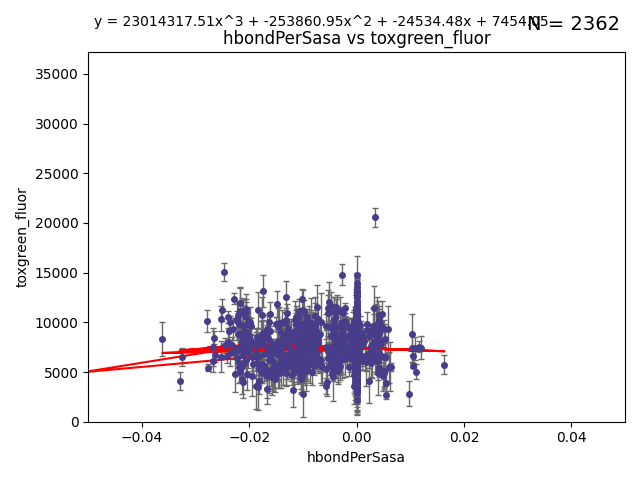 y = 23014317.51x^3 + -253860.95x^2 + -24534.48x + 7454.05
N = 2362
hbondPerSasa vs toxgreen_fluor
35000
30000
25000
20000
15000
10000
5000
0
toxgreen_fluor
−0.04
−0.02
0.00
0.02
0.04
hbondPerSasa